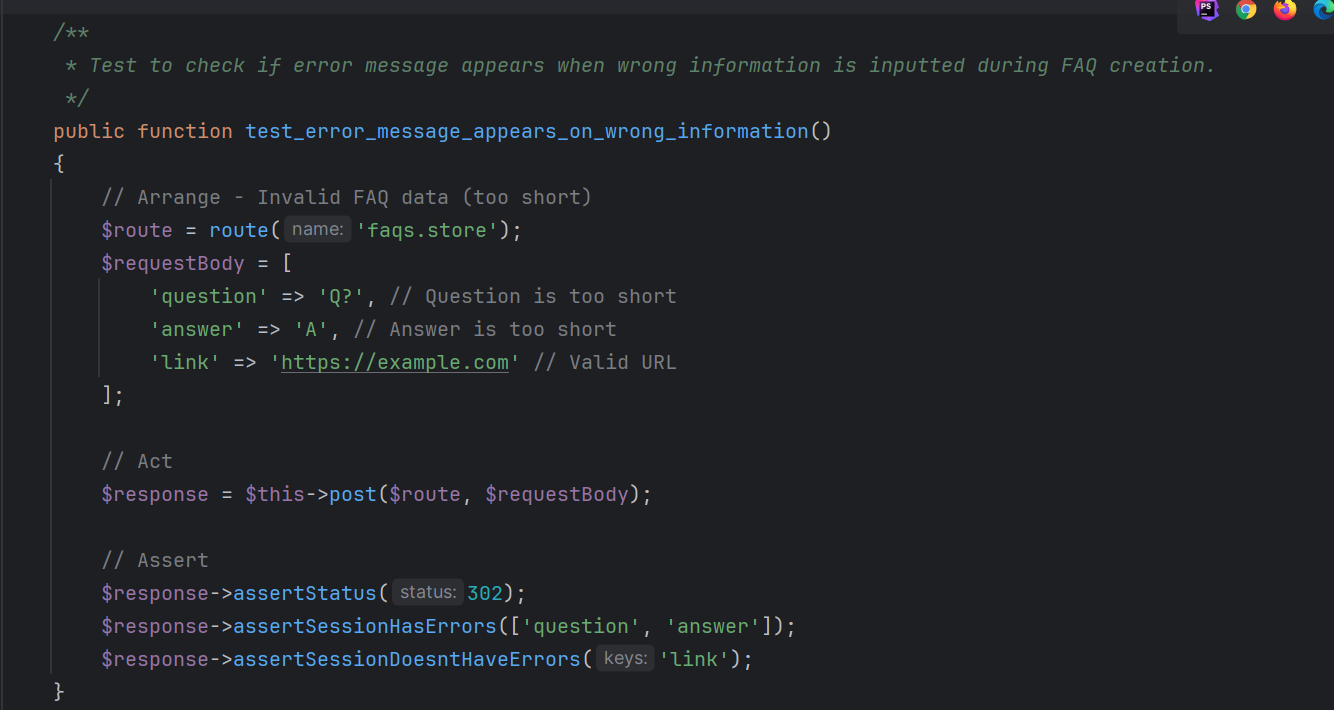 PS
/**
 * Test to check if error message appears when wrong information is inputted during FAQ creation.
 */
public function test_error_message_appears_on_wrong_information()
{
    // Arrange - Invalid FAQ data (too short)
    $route = route( name: 'faqs.store');
    $requestBody = [
        'question' => 'Q?', // Question is too short
        'answer' => 'A', // Answer is too short
        'link' => 'https://example.com' // Valid URL
    ];
    // Act
    $response = $this->post($route, $requestBody);
    // Assert
    $response->assertStatus( status: 302);
    $response->assertSessionHasErrors(['question', 'answer']);
    $response->assertSessionDoesntHaveErrors( keys: 'link');
}